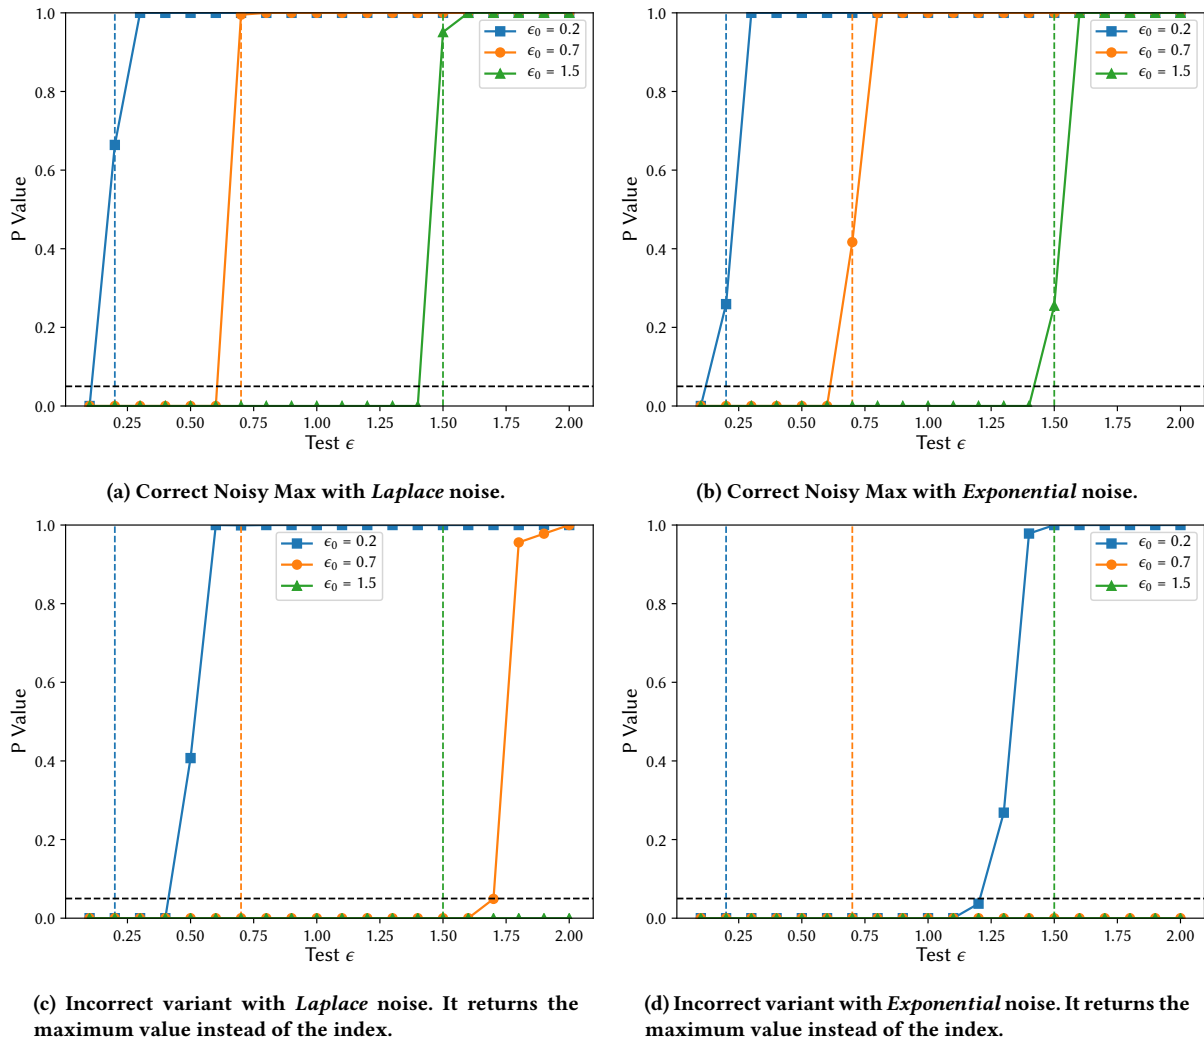 1.0
0.8
0.6
0.4
0.2
0.0
P Value
0.25 0.50 0.75 1.00 1.25 1.50 1.75 2.00
Test ϵ
ϵ₀ = 0.2
ϵ₀ = 0.7
ϵ₀ = 1.5
(a) Correct Noisy Max with Laplace noise.
1.0
0.8
0.6
0.4
0.2
0.0
P Value
0.25 0.50 0.75 1.00 1.25 1.50 1.75 2.00
Test ϵ
ϵ₀ = 0.2
ϵ₀ = 0.7
ϵ₀ = 1.5
(b) Correct Noisy Max with Exponential noise.
1.0
0.8
0.6
0.4
0.2
0.0
P Value
0.25 0.50 0.75 1.00 1.25 1.50 1.75 2.00
Test ϵ
ϵ₀ = 0.2
ϵ₀ = 0.7
ϵ₀ = 1.5
(c) Incorrect variant with Laplace noise. It returns the
maximum value instead of the index.
1.0
0.8
0.6
0.4
0.2
0.0
P Value
0.25 0.50 0.75 1.00 1.25 1.50 1.75 2.00
Test ϵ
ϵ₀ = 0.2
ϵ₀ = 0.7
ϵ₀ = 1.5
(d) Incorrect variant with Exponential noise. It returns the
maximum value instead of the index.